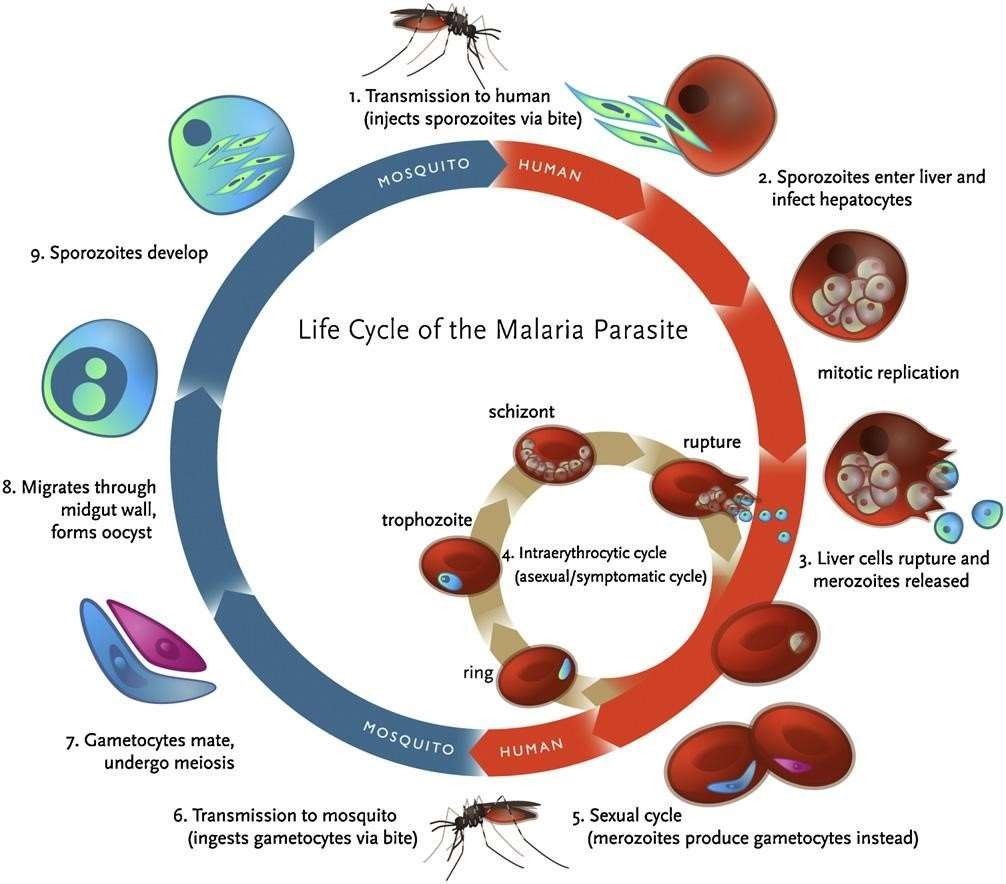 1. Transmission to human
(injects sporozoites via bite)
MOSQUITO
HUMAN
2. Sporozoites enter liver and
infect hepatocytes
9. Sporozoites develop
Life Cycle of the Malaria Parasite
mitotic replication
schizont
rupture
8. Migrates through
midgut wall,
forms oocyst
trophozoite
4. Intraerythrocytic cycle
(asexual/symptomatic cycle)
3. Liver cells rupture and
merozoites released
ring
7. Gametocytes mate,
undergo meiosis
MOSQUITO
HUMAN
6. Transmission to mosquito
(ingests gametocytes via bite)
5. Sexual cycle
(merozoites produce gametocytes instead)